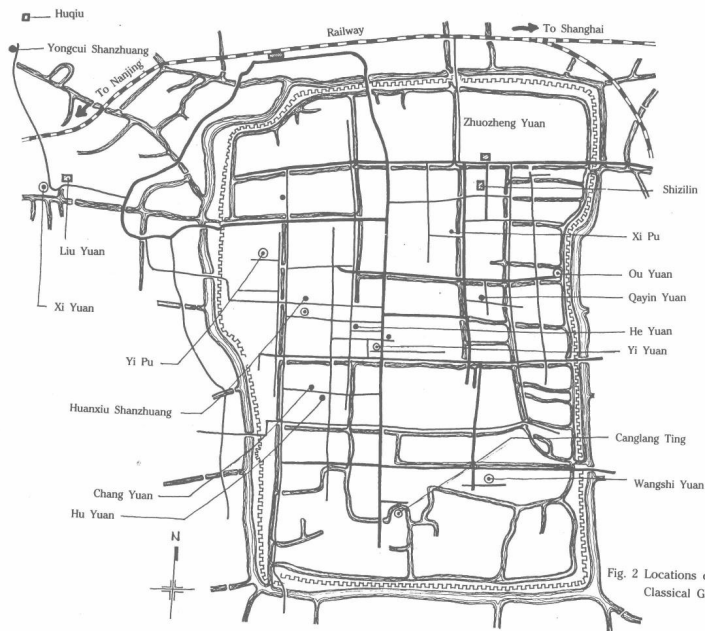 Huqiu
Yongcui Shanzhuang
Railway
To Shanghai
To Nanjing
Zhuozheng Yuan
Shizilin
Xi Pu
Liu Yuan
Ou Yuan
Xi Yuan
Qayin Yuan
He Yuan
Yi Pu
Yi Yuan
Huanxiu Shanzhuang
Canglang Ting
Chang Yuan
Wangshi Yuan
Hu Yuan
N
Fig. 2 Locations
Classical G